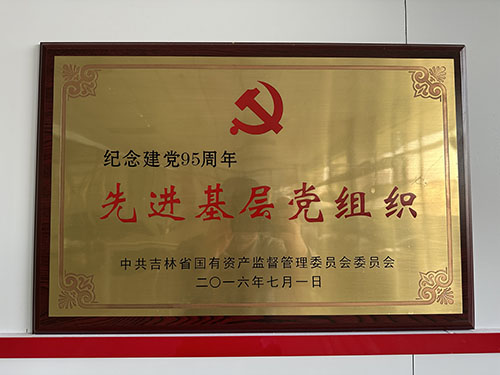 纪念建党95周年
先进基层党组织
中共吉林省国有资产监督管理委员会委员会
二〇一六年七月一日